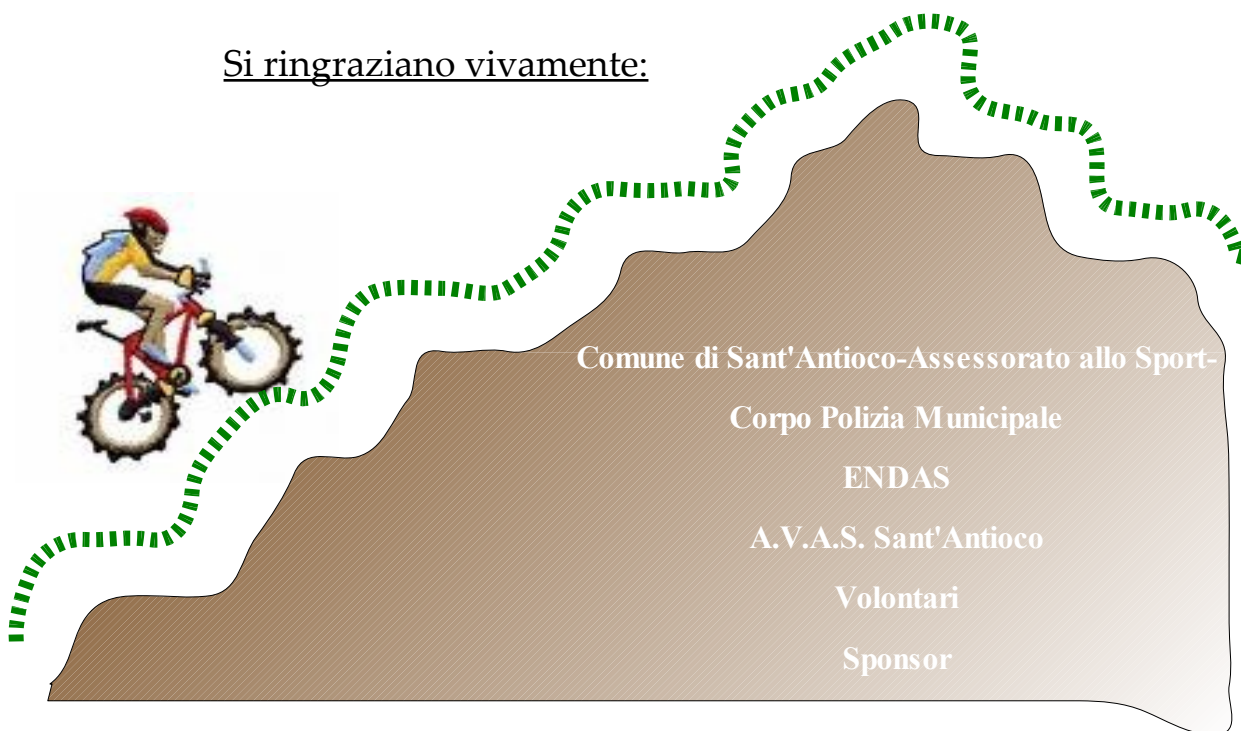 Si ringraziano vivamente:
Comune di Sant'Antioco-Assessorato allo Sport-
Corpo Polizia Municipale
ENDAS
A.V.A.S. Sant'Antioco
Volontari
Sponsor